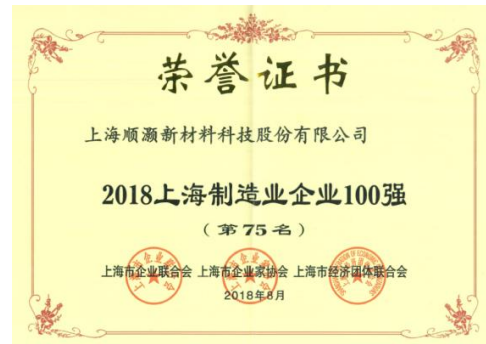 荣誉证书
上海顺灏新材料科技股份有限公司
2018上海制造业企业100强
(第75名)
上海市企业联合会 上海市企业家协会 上海市经济团体联合会
2018年8月